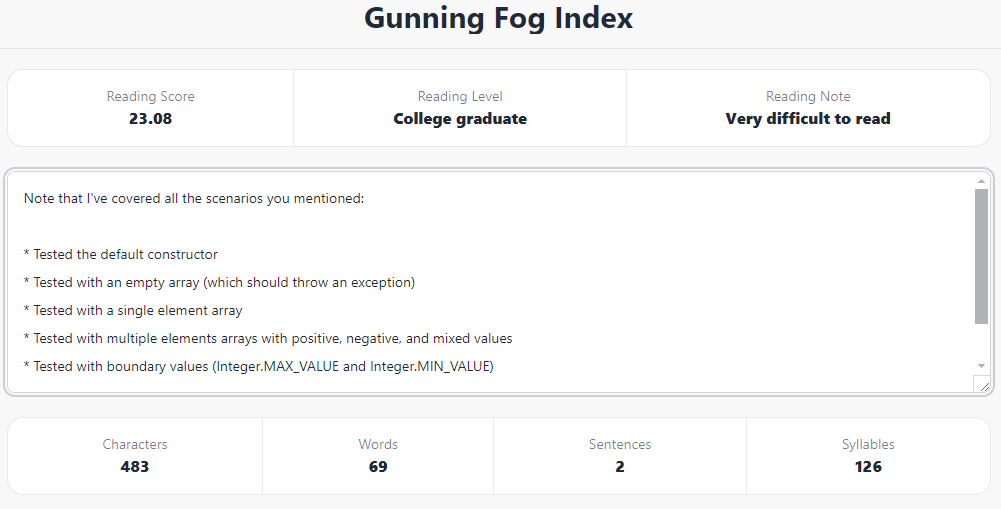 Gunning Fog Index
Reading Score
23.08
Reading Level
College graduate
Reading Note
Very difficult to read
Note that I've covered all the scenarios you mentioned:
* Tested the default constructor
* Tested with an empty array (which should throw an exception)
* Tested with a single element array
* Tested with multiple elements arrays with positive, negative, and mixed values
* Tested with boundary values (Integer.MAX_VALUE and Integer.MIN_VALUE)
Characters
483
Words
69
Sentences
2
Syllables
126